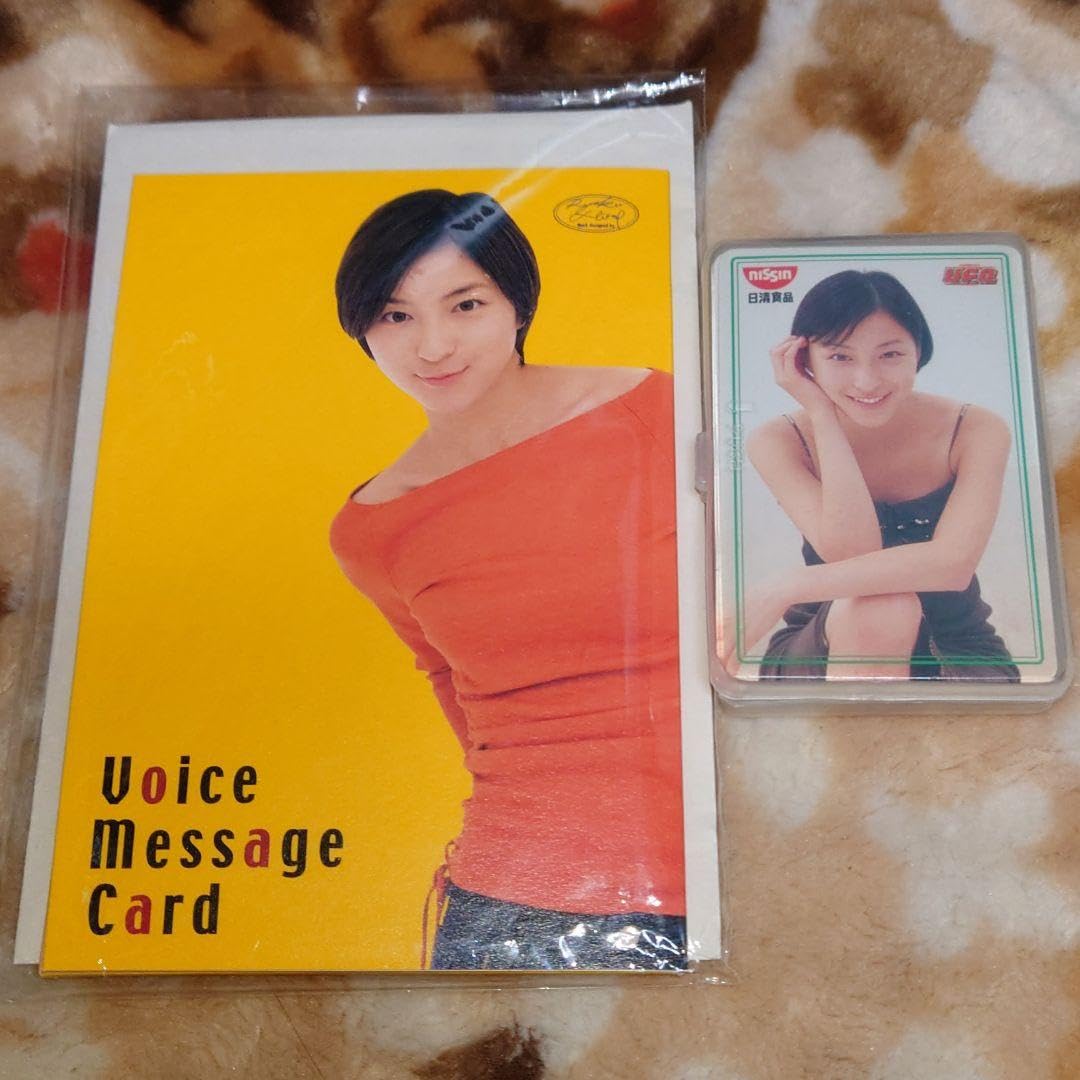 Voice
Message
Card
nissin
日清食品
UFO